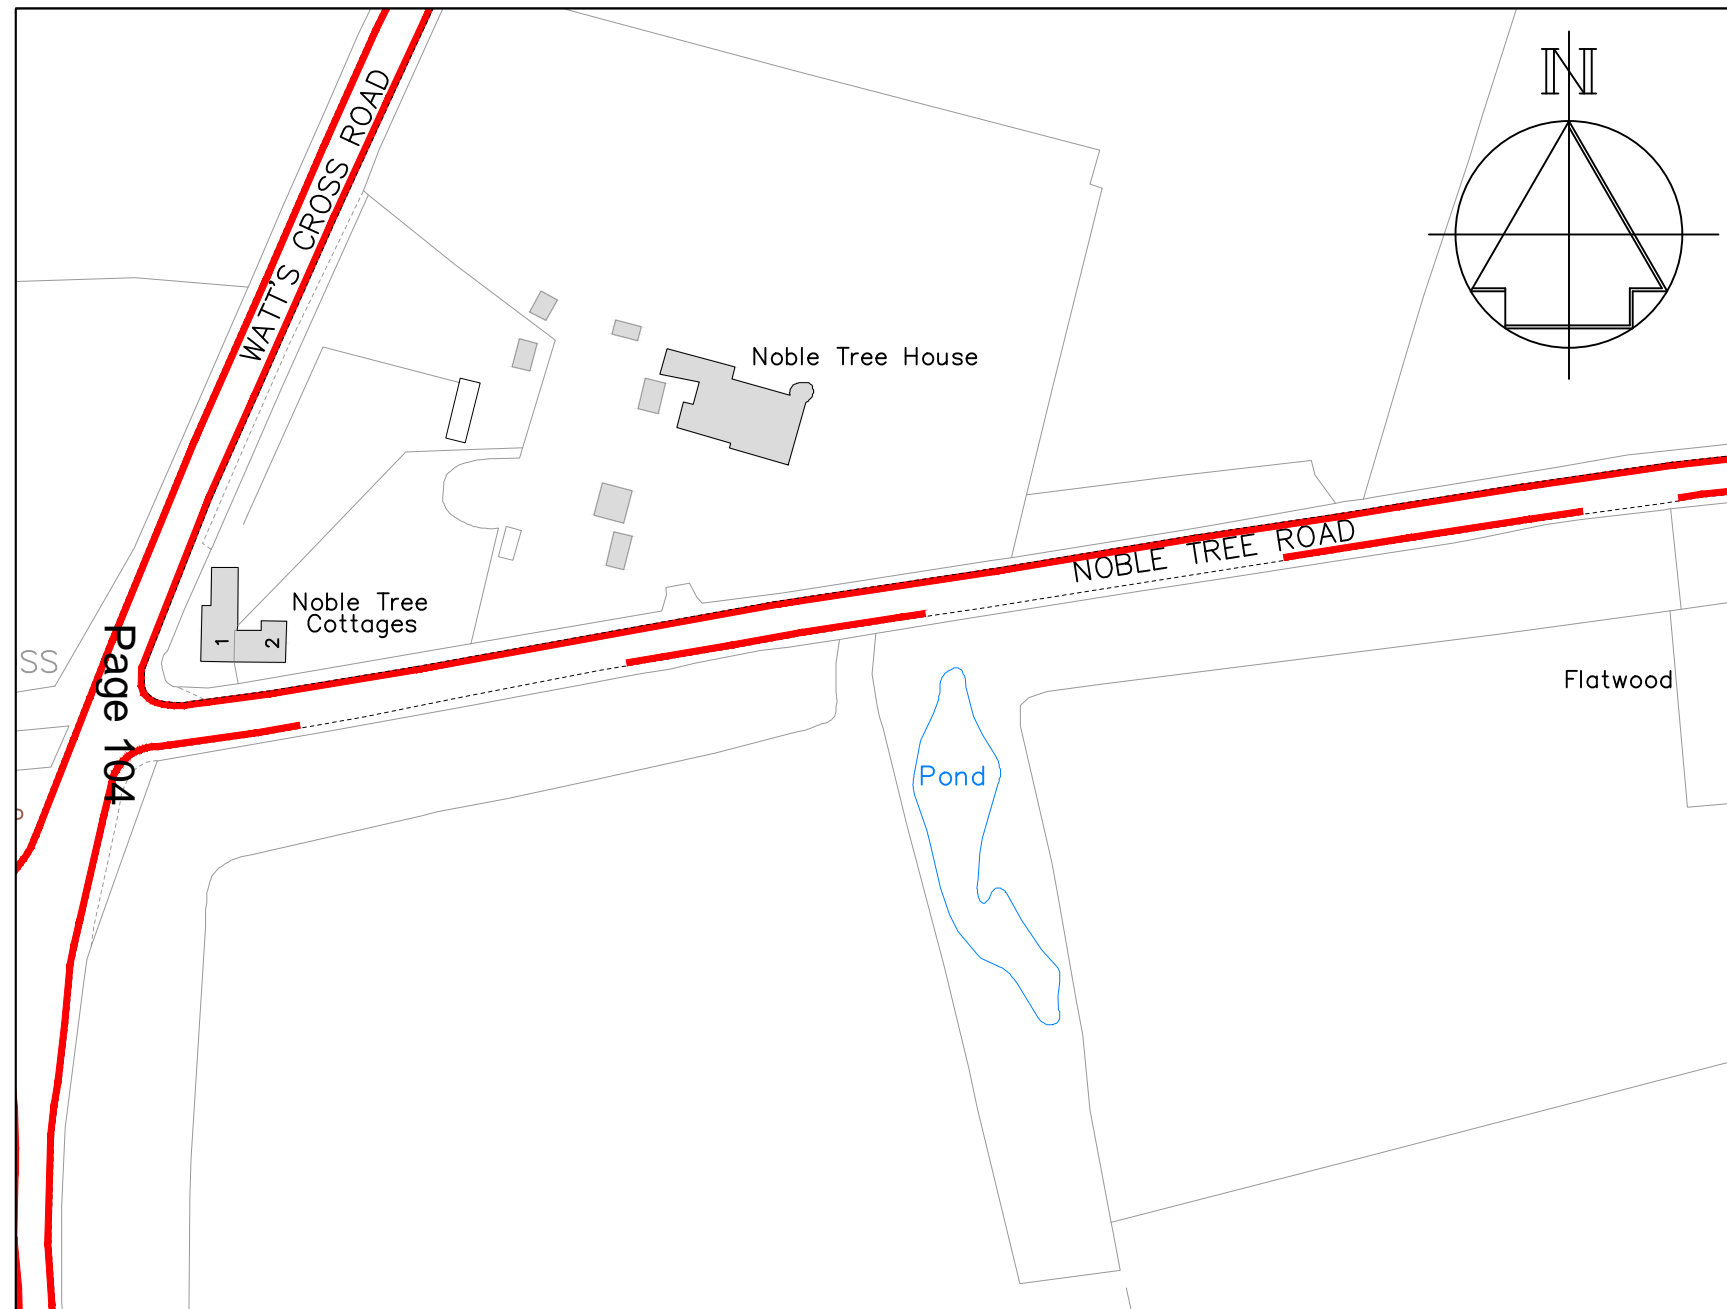 N
WATT'S CROSS ROAD
Noble Tree House
NOBLE TREE ROAD
Noble Tree
Cottages
1
2
SS
Page 104
Flatwood
Pond